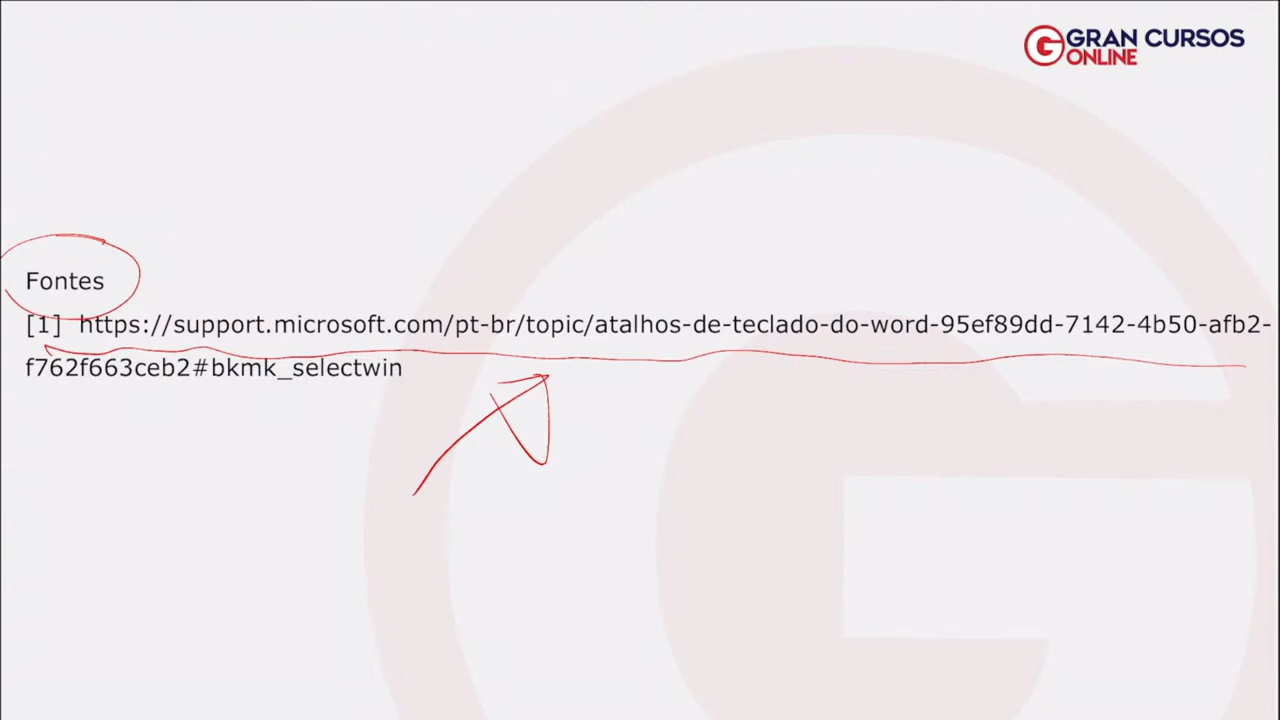 GRAN CURSOS
ONLINE
Fontes
[1] https://support.microsoft.com/pt-br/topic/atalhos-de-teclado-do-word-95ef89dd-7142-4b50-afb2-
f762f663ceb2#bkmk_selectwin